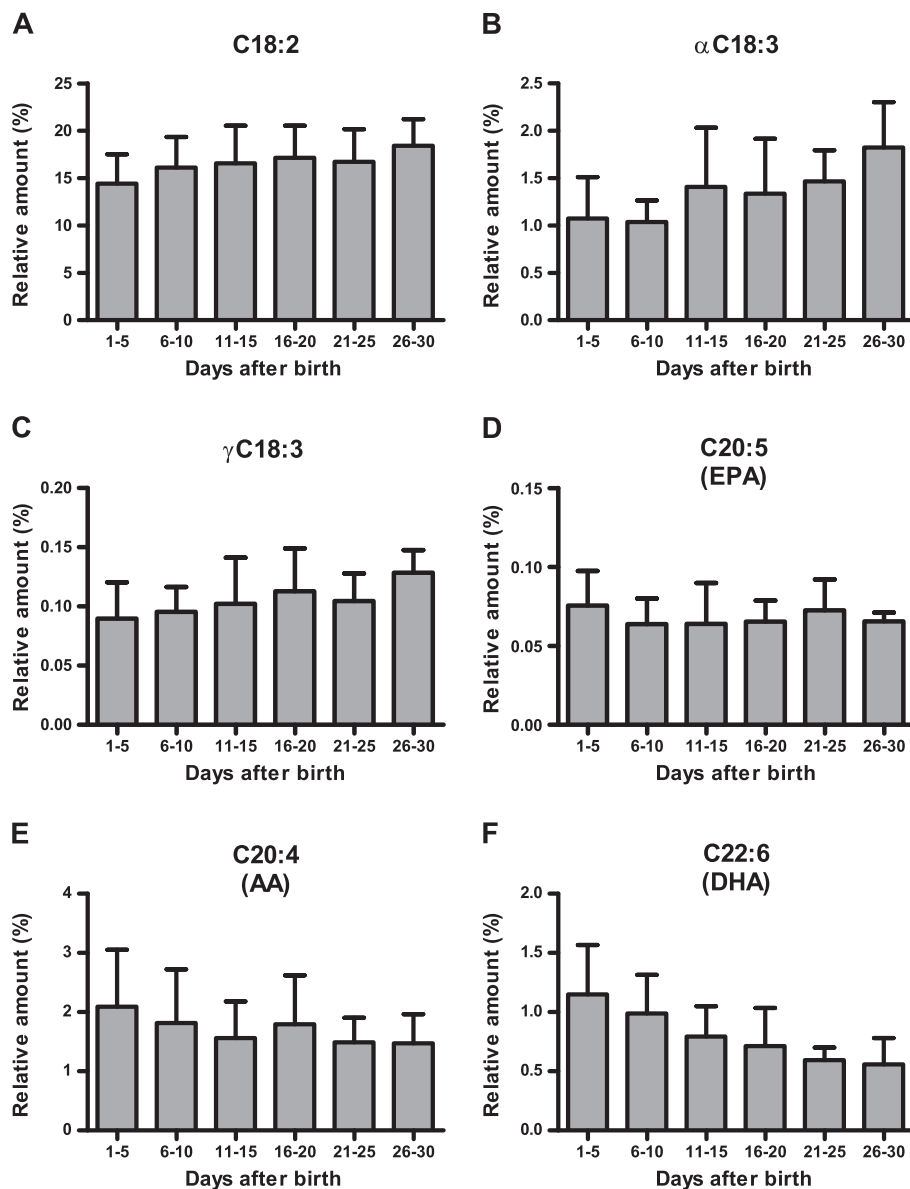 A
C18:2
Relative amount (%)
25
20
15
10
5
0
1-5 6-10 11-15 16-20 21-25 26-30
Days after birth
B
αC18:3
Relative amount (%)
2.5
2.0
1.5
1.0
0.5
0.0
1-5 6-10 11-15 16-20 21-25 26-30
Days after birth
C
γC18:3
Relative amount (%)
0.20
0.15
0.10
0.05
0.00
1-5 6-10 11-15 16-20 21-25 26-30
Days after birth
D
C20:5
(EPA)
Relative amount (%)
0.15
0.10
0.05
0.00
1-5 6-10 11-15 16-20 21-25 26-30
Days after birth
E
C20:4
(AA)
Relative amount (%)
4
3
2
1
0
1-5 6-10 11-15 16-20 21-25 26-30
Days after birth
F
C22:6
(DHA)
Relative amount (%)
2.0
1.5
1.0
0.5
0.0
1-5 6-10 11-15 16-20 21-25 26-30
Days after birth